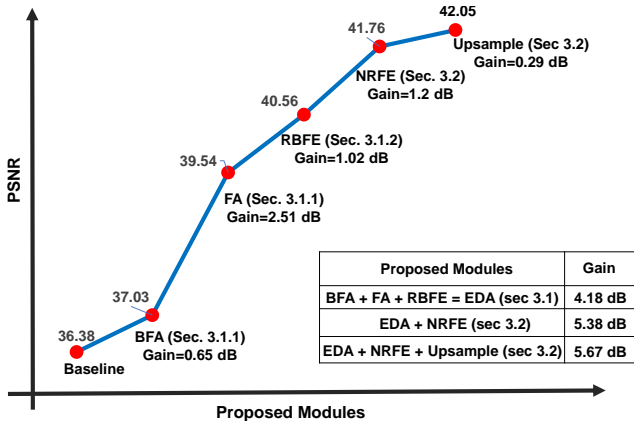 42.05
Upsample (Sec 3.2)
Gain=0.29 dB
41.76
NRFE (Sec. 3.2)
Gain=1.2 dB
40.56
RBFE (Sec. 3.1.2)
Gain=1.02 dB
39.54
FA (Sec. 3.1.1)
Gain=2.51 dB
37.03
BFA (Sec. 3.1.1)
Gain=0.65 dB
36.38
Baseline
PSNR
Proposed Modules
Proposed Modules Gain
BFA + FA + RBFE = EDA (sec 3.1) 4.18 dB
EDA + NRFE (sec 3.2) 5.38 dB
EDA + NRFE + Upsample (sec 3.2) 5.67 dB